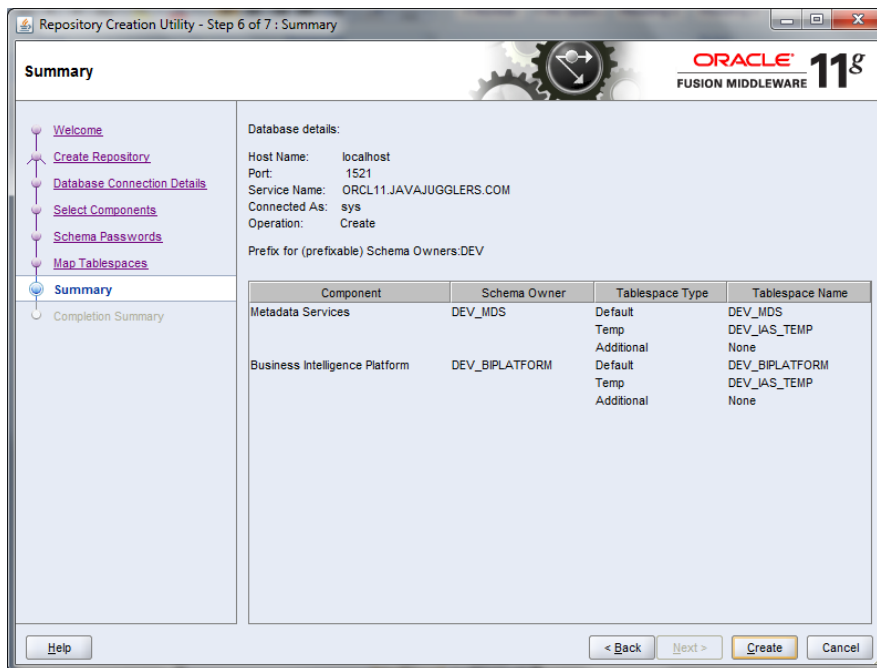 Repository Creation Utility - Step 6 of 7 : Summary
Summary
ORACLE FUSION MIDDLEWARE 11g
Welcome
Create Repository
Database Connection Details
Select Components
Schema Passwords
Map Tablespaces
Summary
Completion Summary
Database details:
Host Name: localhost
Port: 1521
Service Name: ORCL11.JAVAJUGGLERS.COM
Connected As: sys
Operation: Create
Prefix for (prefixable) Schema Owners:DEV
Component Schema Owner Tablespace Type Tablespace Name
Metadata Services DEV_MDS Default DEV_MDS
Temp DEV_IAS_TEMP
Additional None
Business Intelligence Platform DEV_BIPLATFORM Default DEV_BIPLATFORM
Temp DEV_IAS_TEMP
Additional None
Help < Back Next > Create Cancel